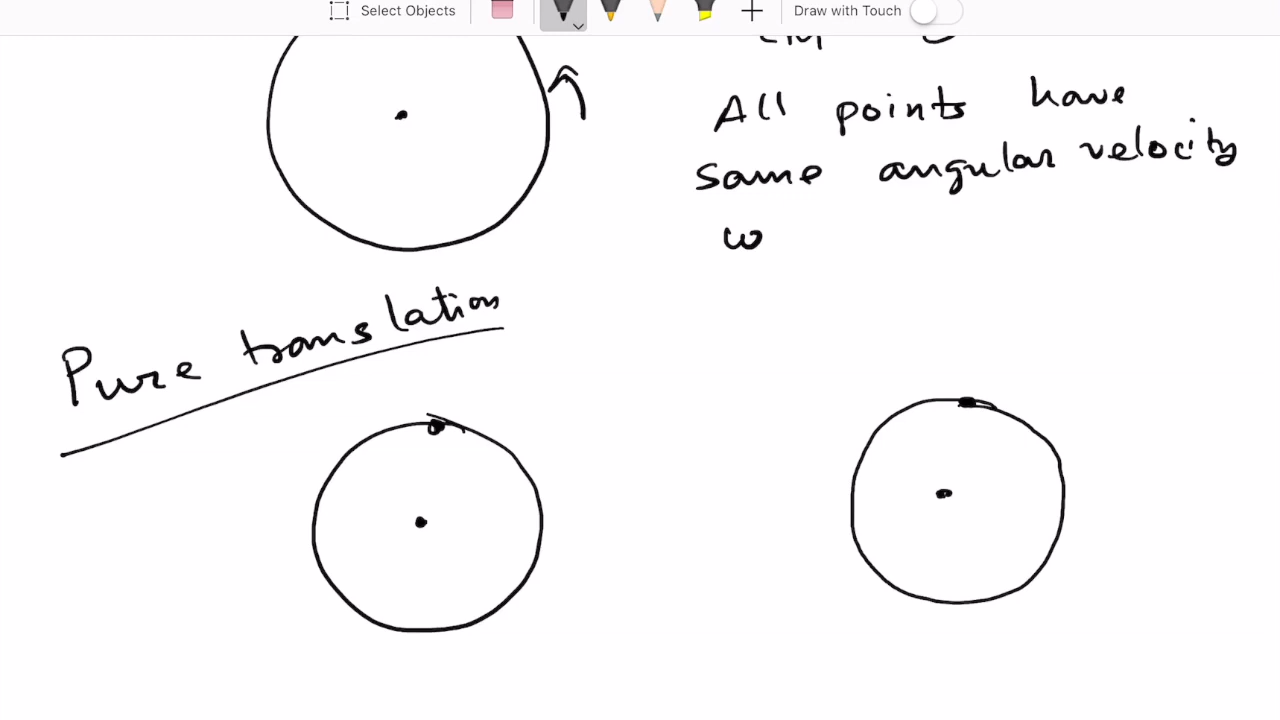 Select Objects
Draw with Touch
All points have
same angular velocity
ω
Pure translation